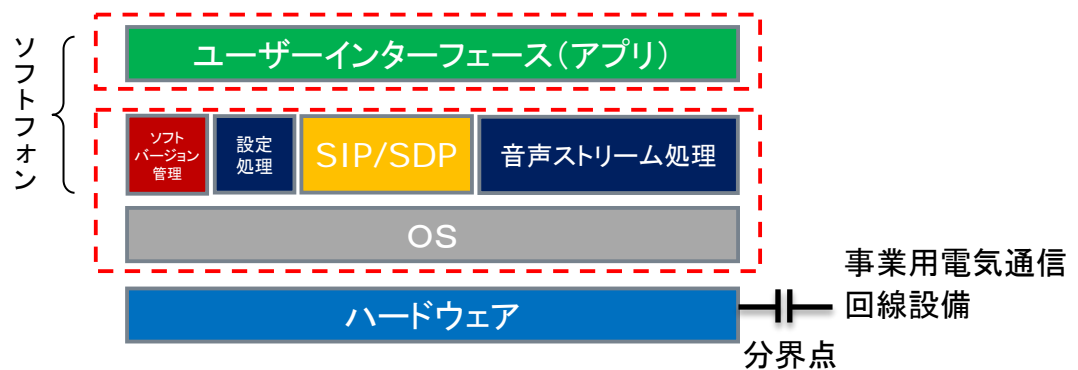 ソフトフォン
ユーザーインターフェース(アプリ)
ソフト
バージョン
管理
設定
処理
SIP/SDP
音声ストリーム処理
OS
ハードウェア
事業用電気通信
回線設備
分界点